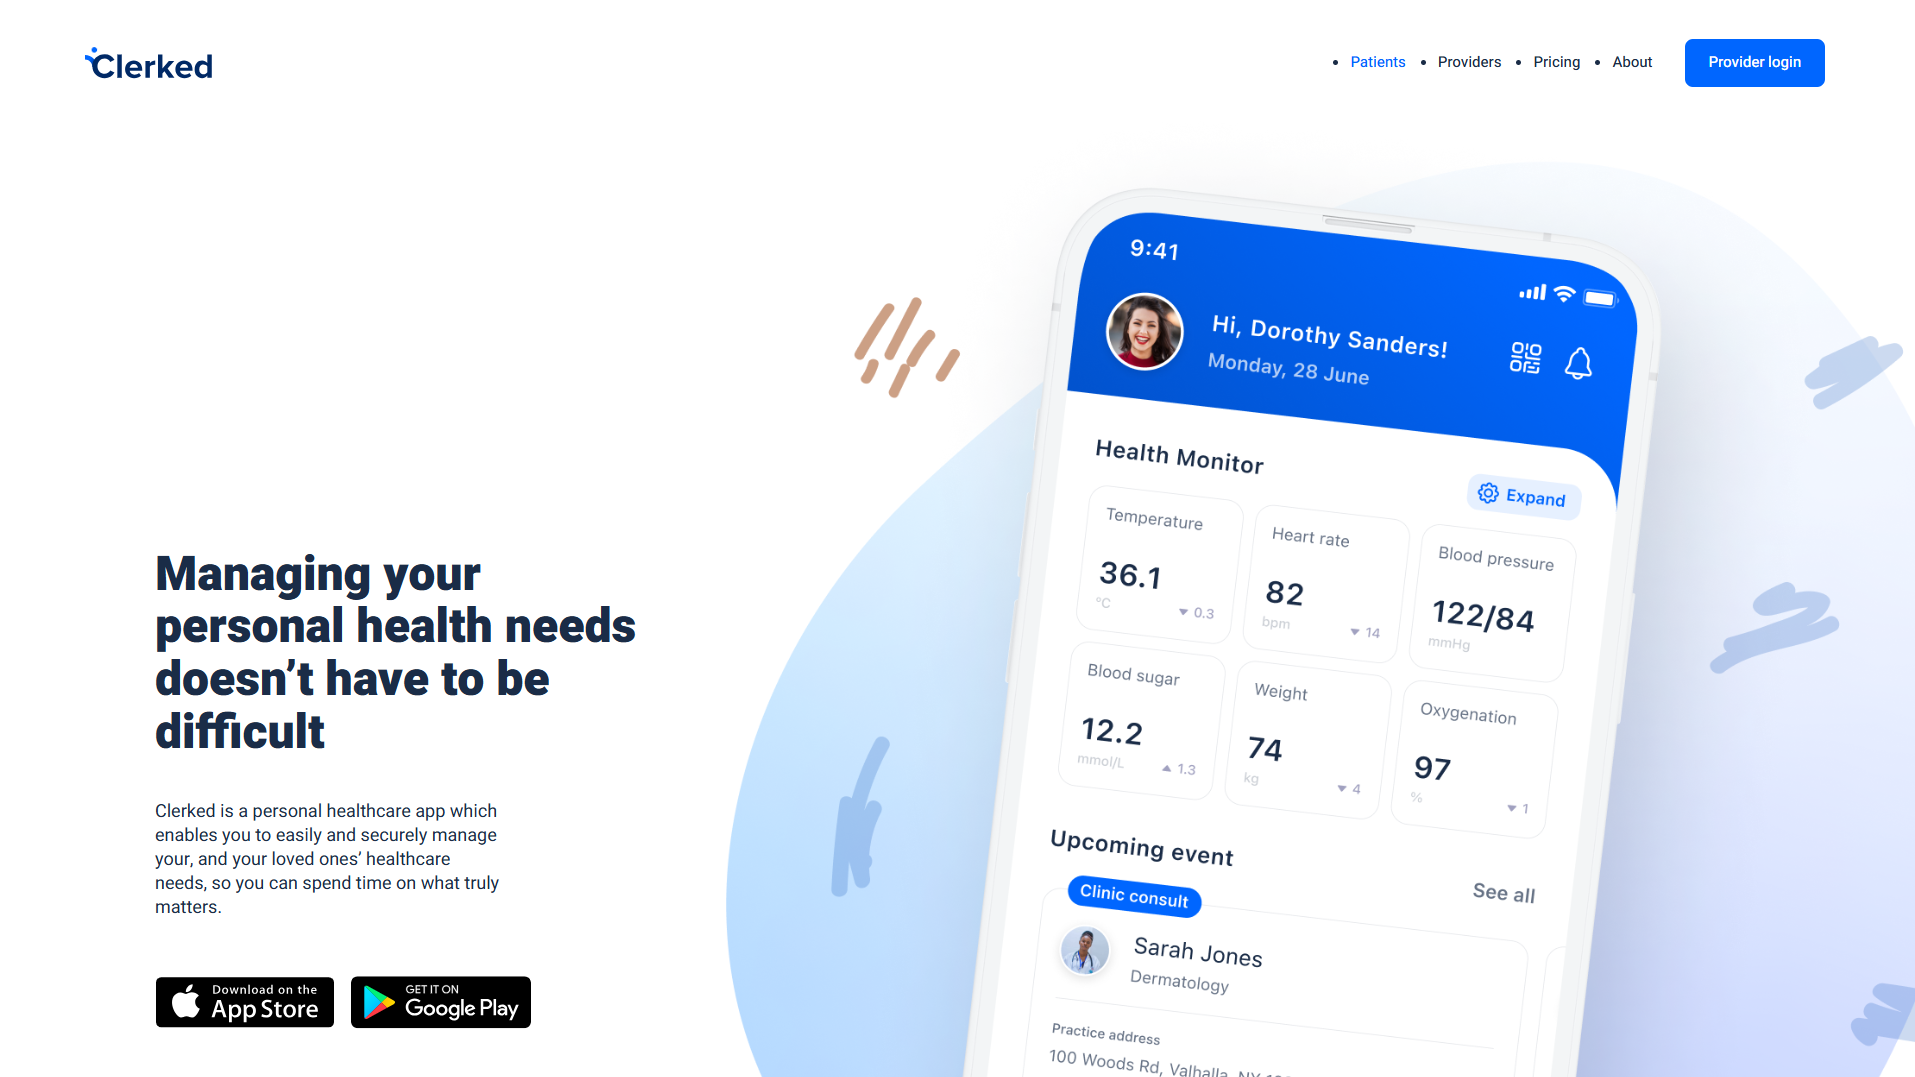 Clerked
Patients
Providers
Pricing
About
Provider login
9:41
Hi, Dorothy Sanders!
Monday, 28 June
Health Monitor
Expand
Temperature
36.1
°C
0.3
Heart rate
82
bpm
14
Blood pressure
122/84
mmHg
Blood sugar
12.2
mmol/L
1.3
Weight
74
kg
4
Oxygenation
97
%
1
Upcoming event
See all
Clinic consult
Sarah Jones
Dermatology
Practice address
100 Woods Rd, Valhalla,
Managing your
personal health needs
doesn’t have to be
difficult
Clerked is a personal healthcare app which
enables you to easily and securely manage
your, and your loved ones’ healthcare
needs, so you can spend time on what truly
matters.
Download on the
App Store
GET IT ON
Google Play